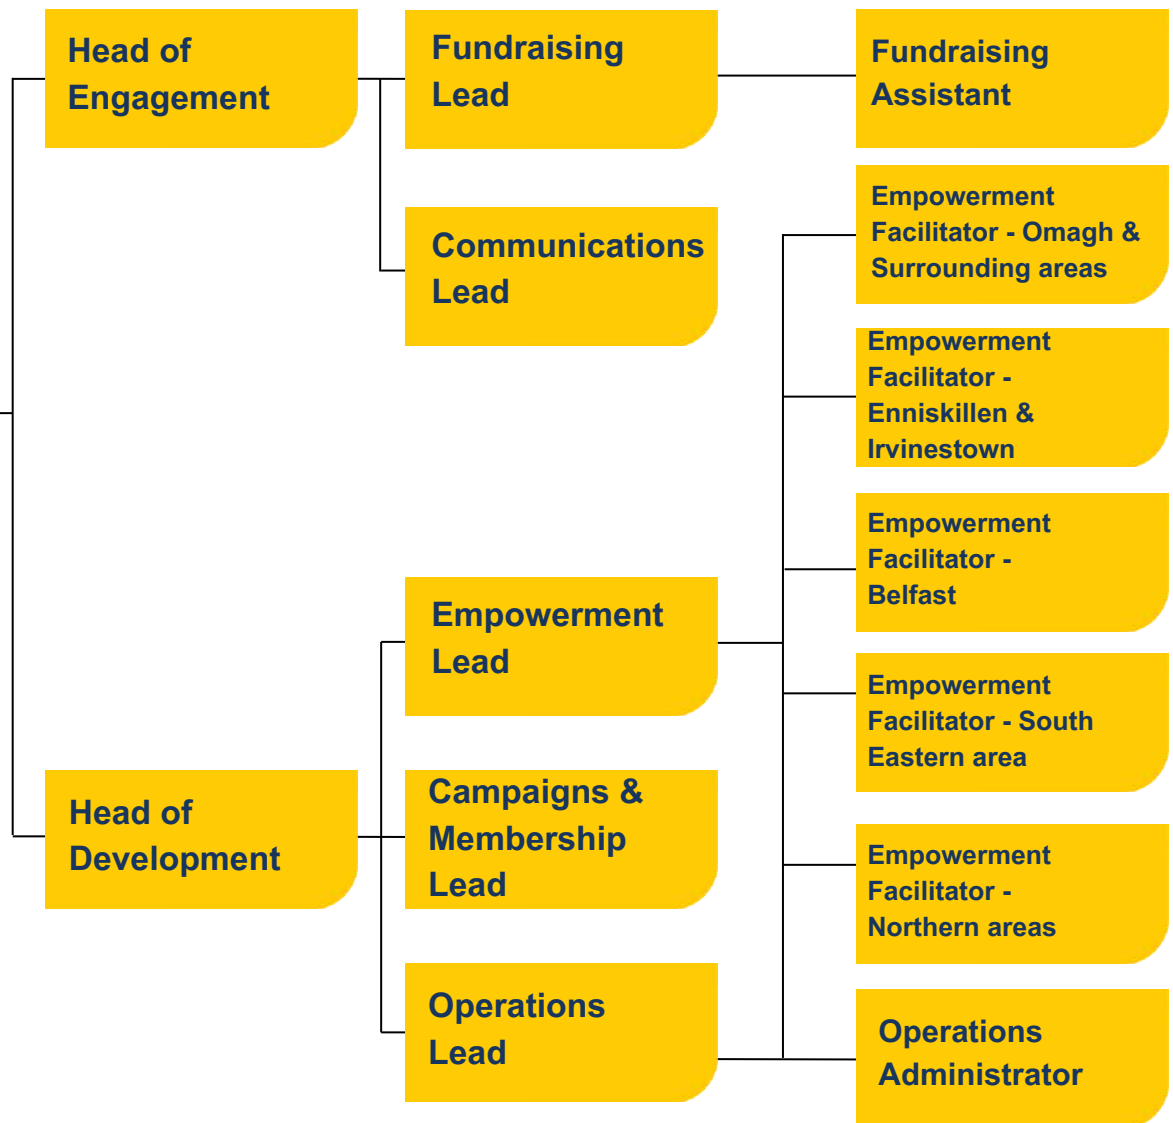 Head of
Engagement
Fundraising
Lead
Fundraising
Assistant
Communications
Lead
Empowerment
Facilitator - Omagh &
Surrounding areas
Empowerment
Facilitator -
Enniskillen &
Irvinestown
Empowerment
Facilitator -
Belfast
Empowerment
Lead
Empowerment
Facilitator - South
Eastern area
Head of
Development
Campaigns &
Membership
Lead
Empowerment
Facilitator -
Northern areas
Operations
Lead
Operations
Administrator